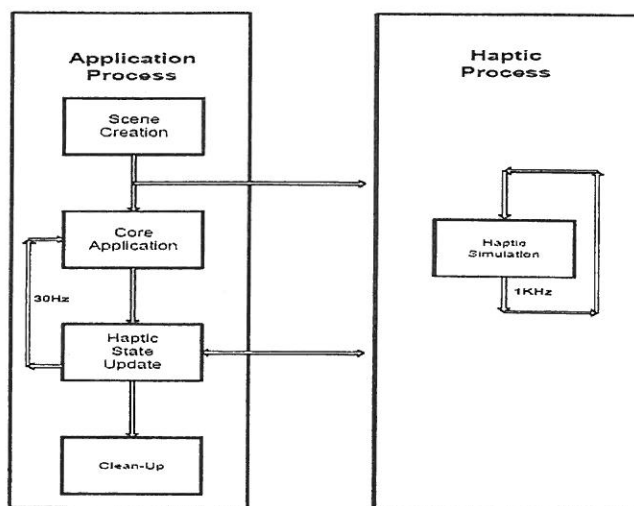 Application
Process
Scene
Creation
Core
Application
30Hz
Haptic
State
Update
Clean-Up
Haptic
Process
Haptic
Simulation
1KHz